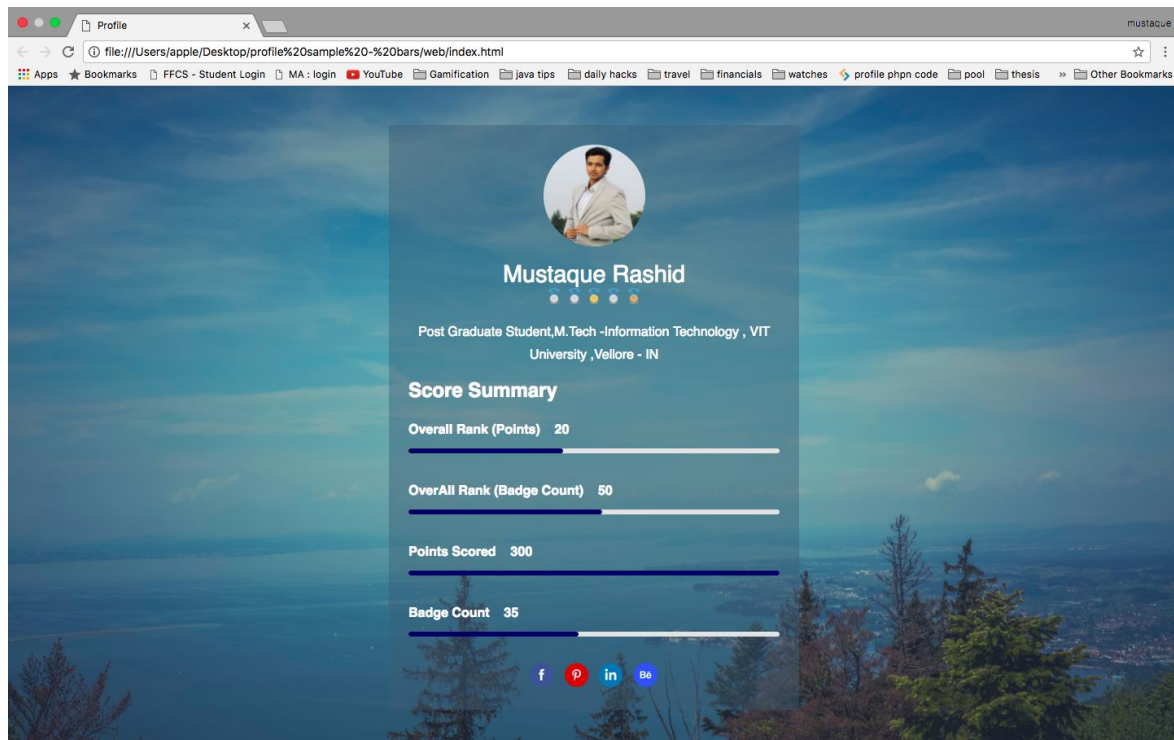 Profile
mustaque
file:///Users/apple/Desktop/profile%20sample%20-%20bars/web/index.html
Apps Bookmarks FFCS - Student Login MA : login YouTube Gamification java tips daily hacks travel financials watches profile phpn code pool thesis » Other Bookmarks
Mustaque Rashid
Post Graduate Student,M.Tech -Information Technology , VIT
University ,Vellore - IN
Score Summary
Overall Rank (Points) 20
OverAll Rank (Badge Count) 50
Points Scored 300
Badge Count 35
f in Bē